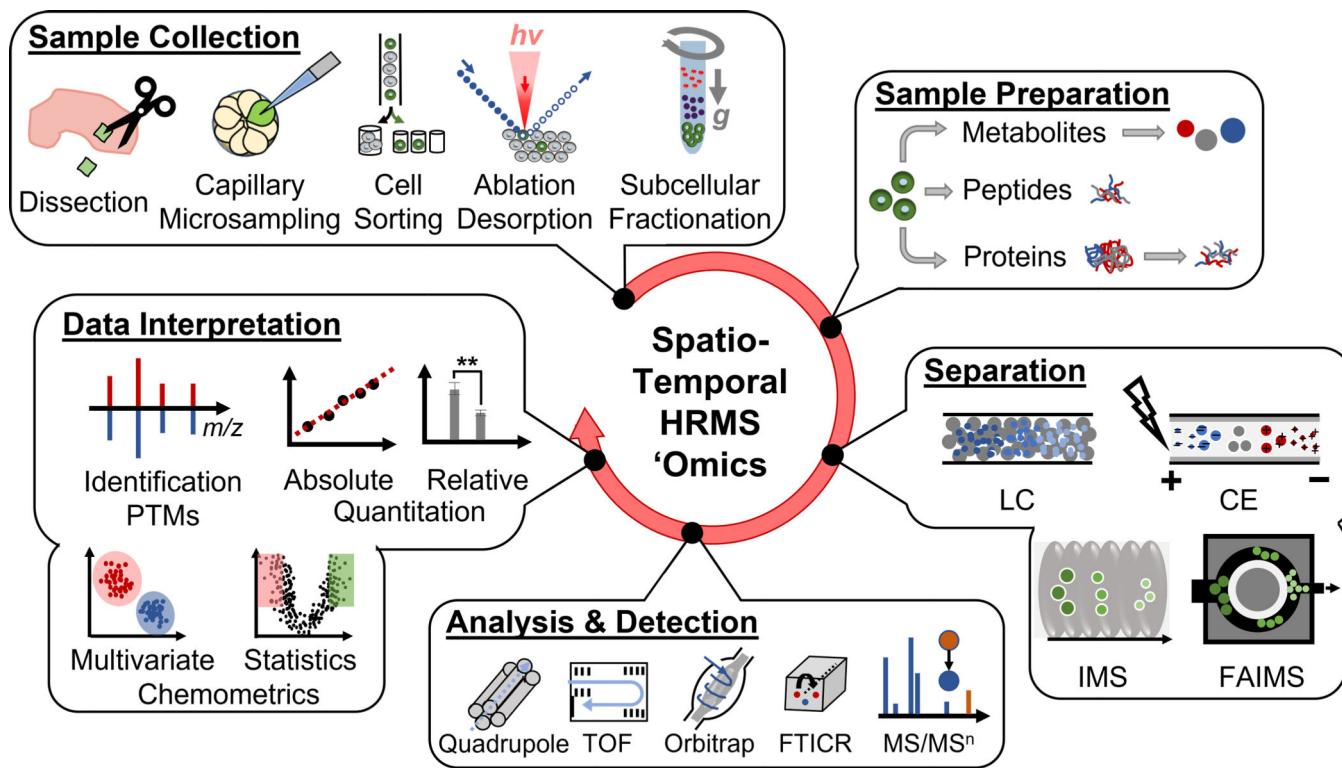 Sample Collection
hv
g
Dissection
Capillary
Microsampling
Cell
Sorting
Ablation
Desorption
Subcellular
Fractionation
Sample Preparation
Metabolites
Peptides
Proteins
Spatio-
Temporal
HRMS
‘Omics
Separation
LC
+
−
CE
IMS
FAIMS
Analysis & Detection
Quadrupole
TOF
Orbitrap
FTICR
MS/MSⁿ
Data Interpretation
m/z
**
Identification
PTMs
Absolute
Relative
Quantitation
Multivariate
Statistics
Chemometrics